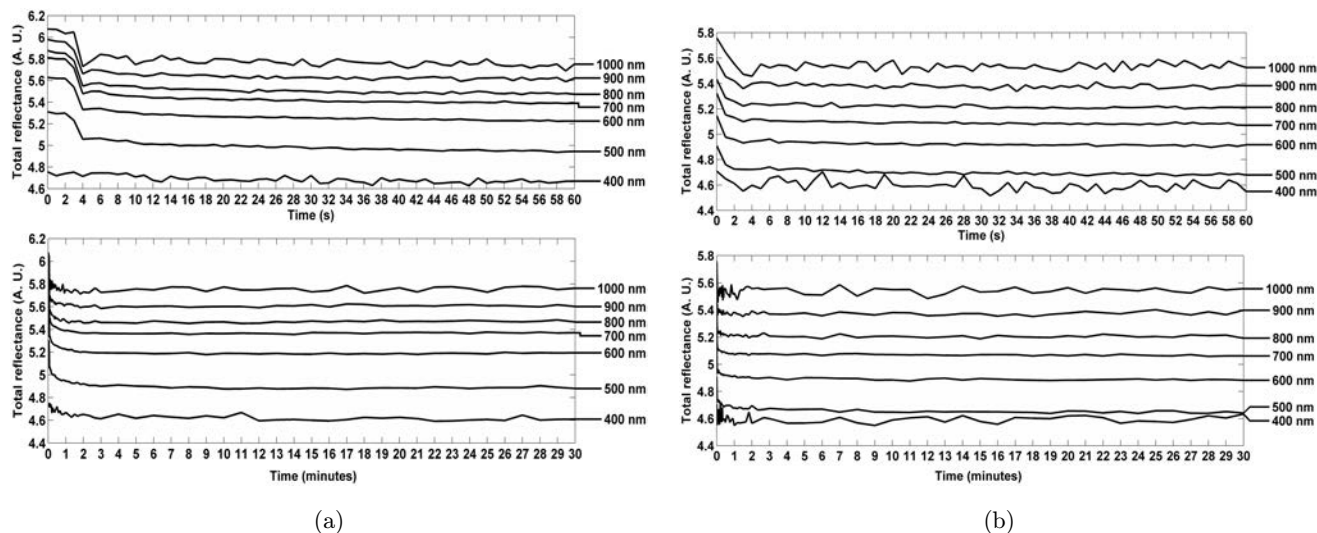 Total reflectance (A. U.)
6.2
6
5.8
5.6
5.4
5.2
5
4.8
4.6
1000 nm
900 nm
800 nm
700 nm
600 nm
500 nm
400 nm
0 2 4 6 8 10 12 14 16 18 20 22 24 26 28 30 32 34 36 38 40 42 44 46 48 50 52 54 56 58 60
Time (s)
Total reflectance (A. U.)
6.2
6
5.8
5.6
5.4
5.2
5
4.8
4.6
4.4
1000 nm
900 nm
800 nm
700 nm
600 nm
500 nm
400 nm
0 1 2 3 4 5 6 7 8 9 10 11 12 13 14 15 16 17 18 19 20 21 22 23 24 25 26 27 28 29 30
Time (minutes)
(a)
Total reflectance (A. U.)
5.8
5.6
5.4
5.2
5
4.8
4.6
4.4
1000 nm
900 nm
800 nm
700 nm
600 nm
500 nm
400 nm
0 2 4 6 8 10 12 14 16 18 20 22 24 26 28 30 32 34 36 38 40 42 44 46 48 50 52 54 56 58 60
Time (s)
Total reflectance (A. U.)
5.8
5.6
5.4
5.2
5
4.8
4.6
4.4
1000 nm
900 nm
800 nm
700 nm
600 nm
500 nm
400 nm
0 1 2 3 4 5 6 7 8 9 10 11 12 13 14 15 16 17 18 19 20 21 22 23 24 25 26 27 28 29 30
Time (minutes)
(b)